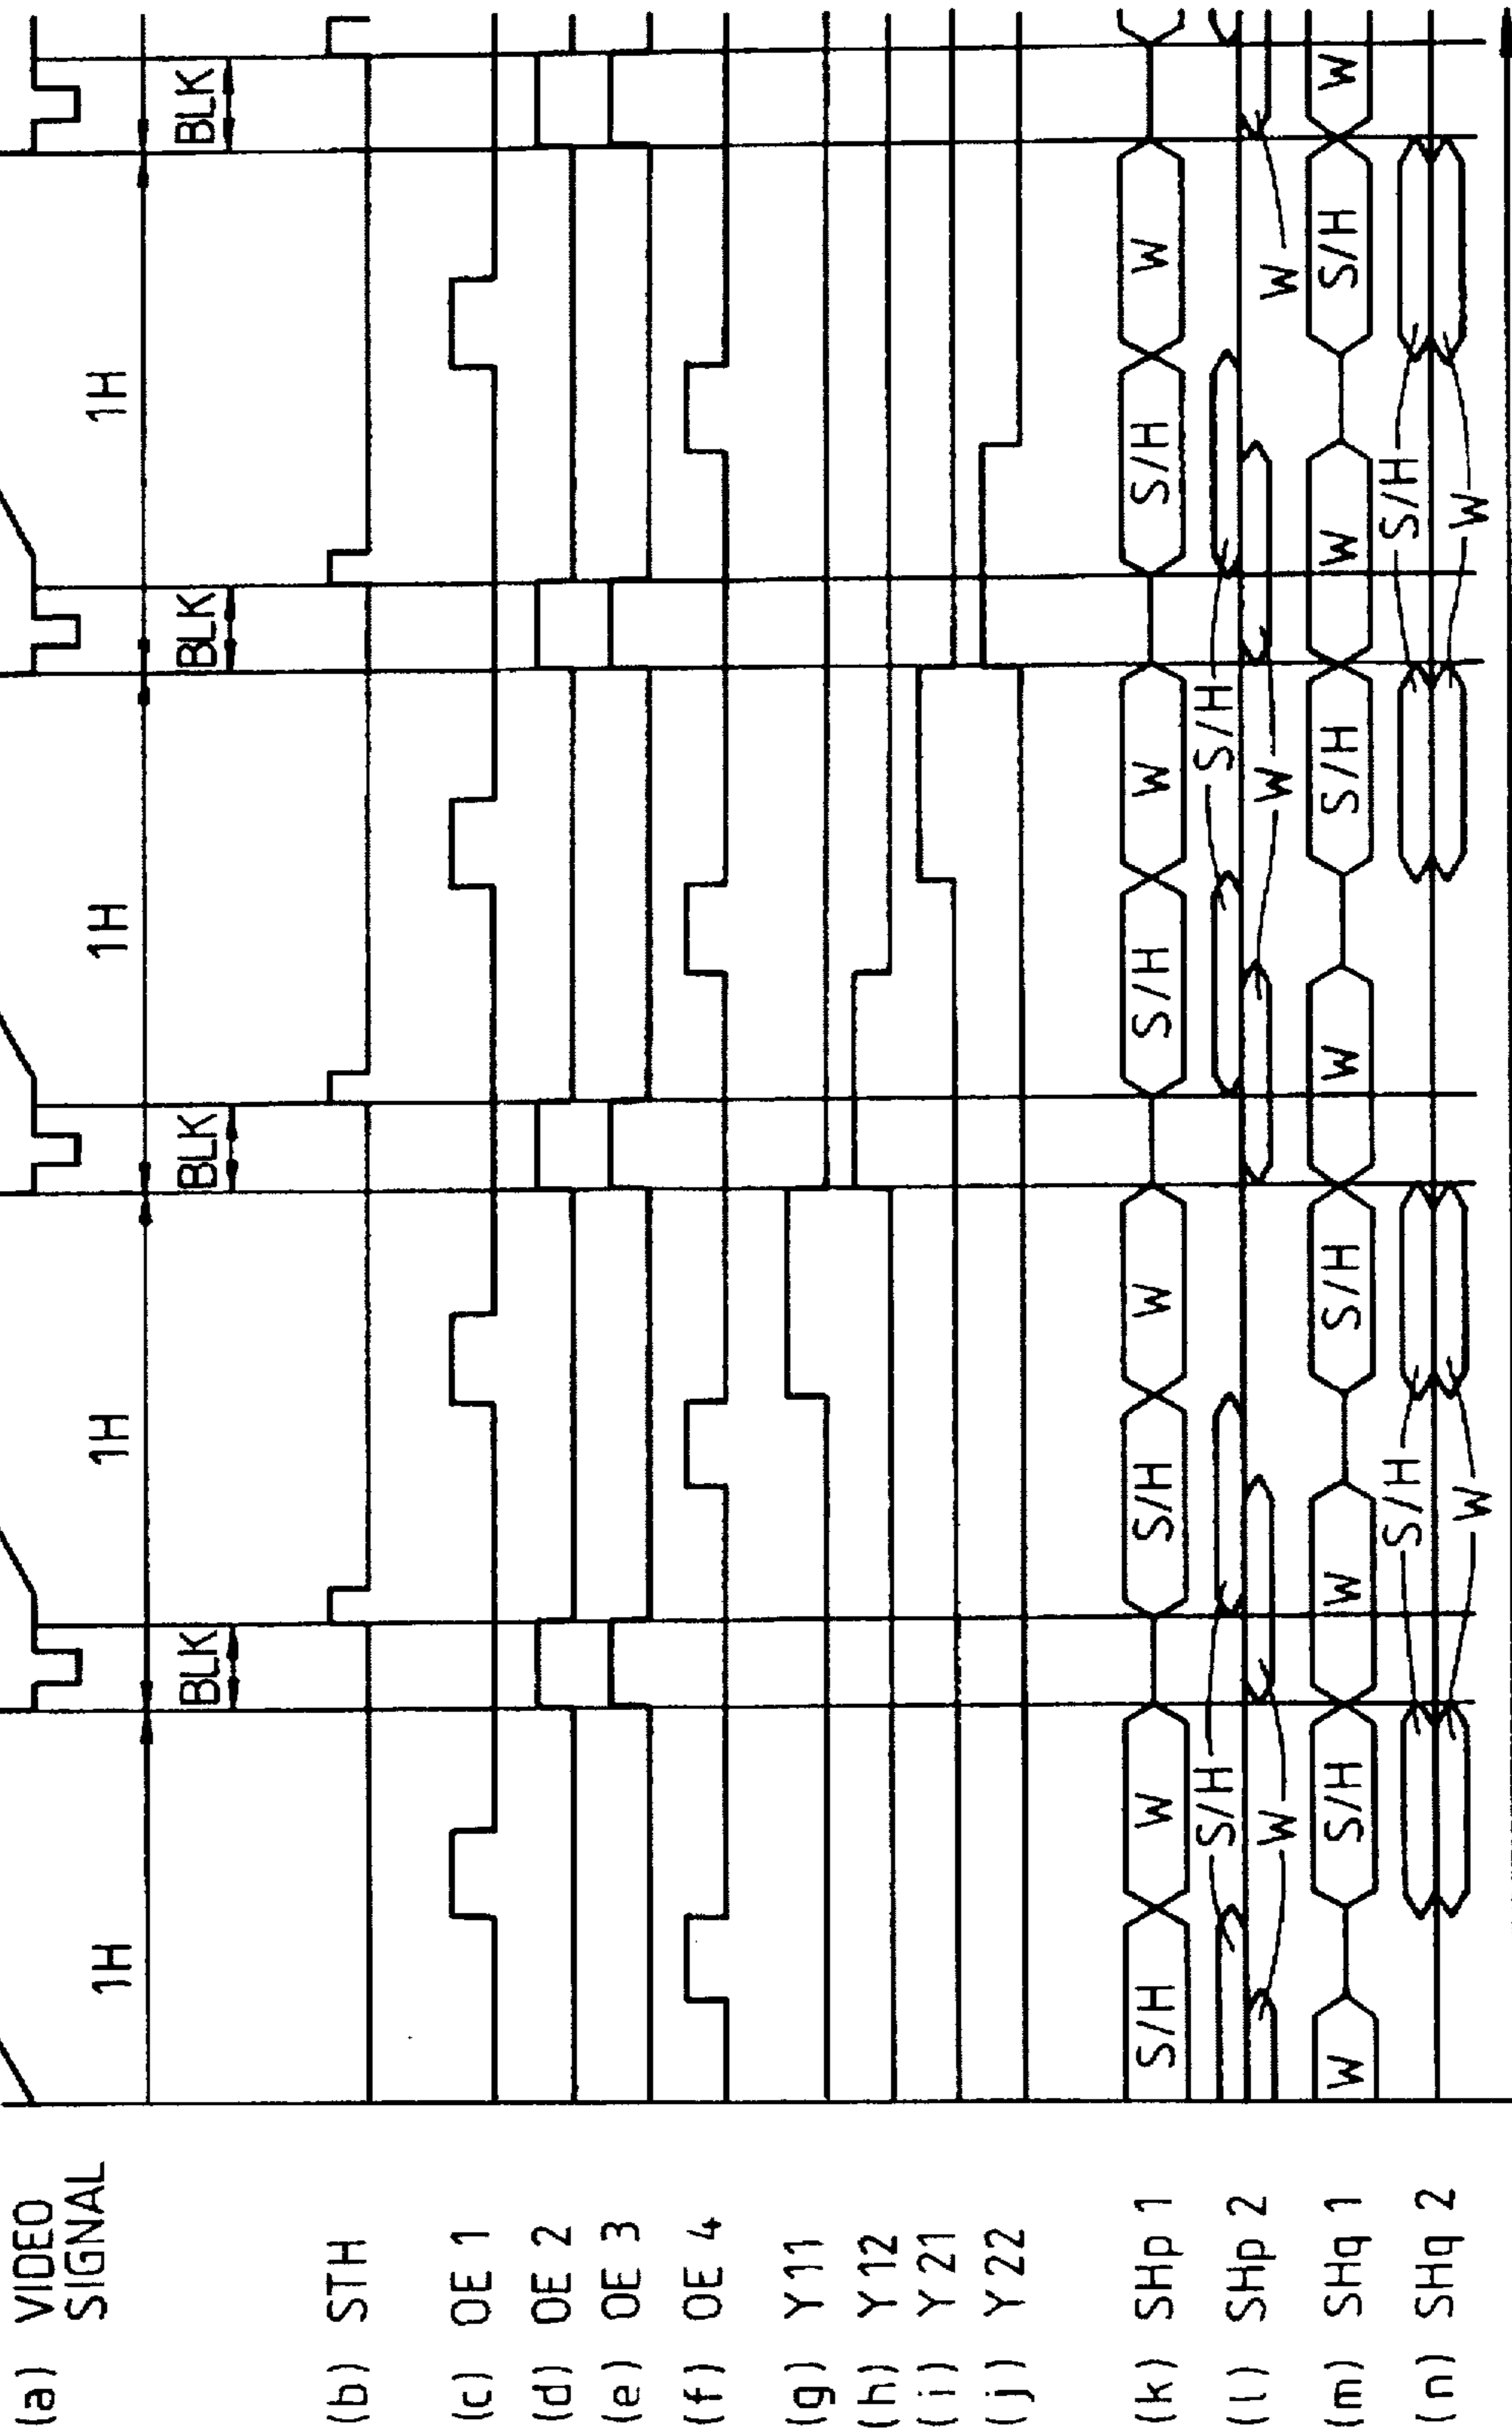 (a) VIDEO
SIGNAL
1H 1H 1H 1H
BLK BLK BLK BLK
(b) STH
(c) OE 1
(d) OE 2
(e) OE 3
(f) OE 4
(g) Y 11
(h) Y 12
(i) Y 21
(j) Y 22
(k) SHp 1 S/H W S/H W S/H W S/H W
(l) SHp 2 S/H S/H
W W W
(m) SHq 1 W S/H W S/H W S/H W S/H W
(n) SHq 2 S/H S/H
W W